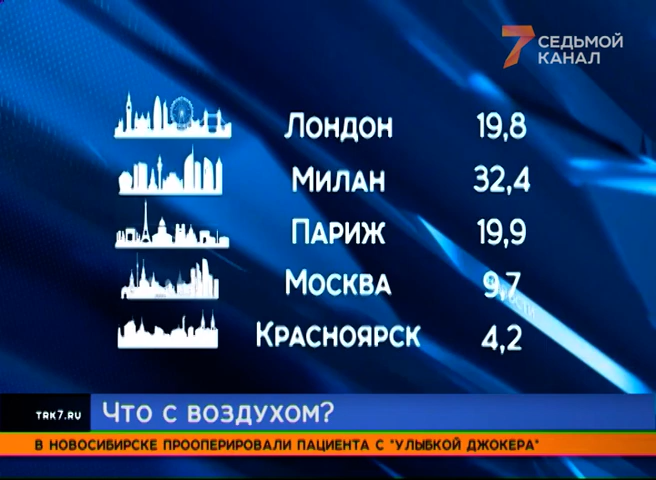 7 СЕДЬМОЙ
КАНАЛ
ЛОНДОН 19,8
МИЛАН 32,4
ПАРИЖ 19,9
МОСКВА 9,7
КРАСНОЯРСК 4,2
TRK7.RU ЧТО С ВОЗДУХОМ?
В НОВОСИБИРСКЕ ПРООПЕРИРОВАЛИ ПАЦИЕНТА С "УЛЫБКОЙ ДЖОКЕРА"